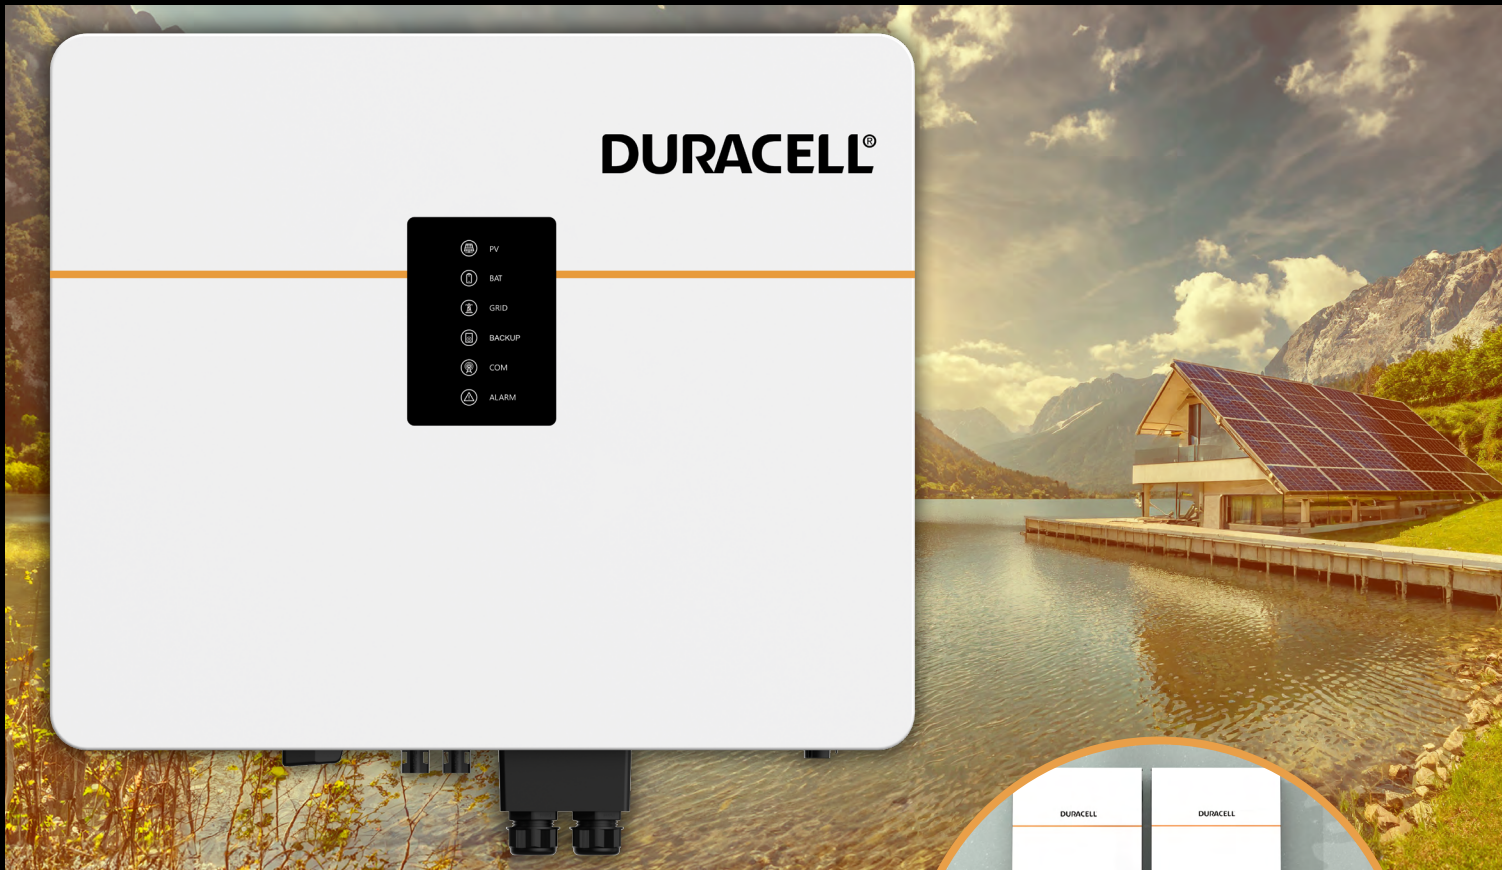 DURACELL®
PV
BAT
GRID
BACKUP
COM
ALARM
DURACELL
DURACELL